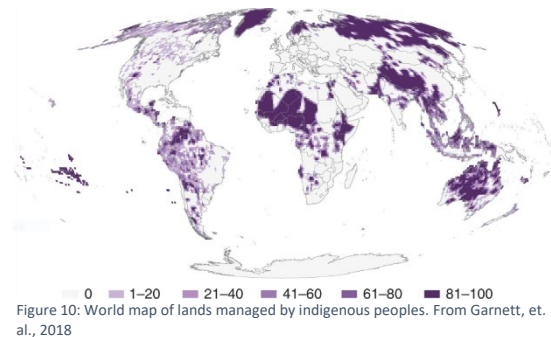 0 1–20 21–40 41–60 61–80 81–100
Figure 10: World map of lands managed by indigenous peoples. From Garnett, et.
al., 2018